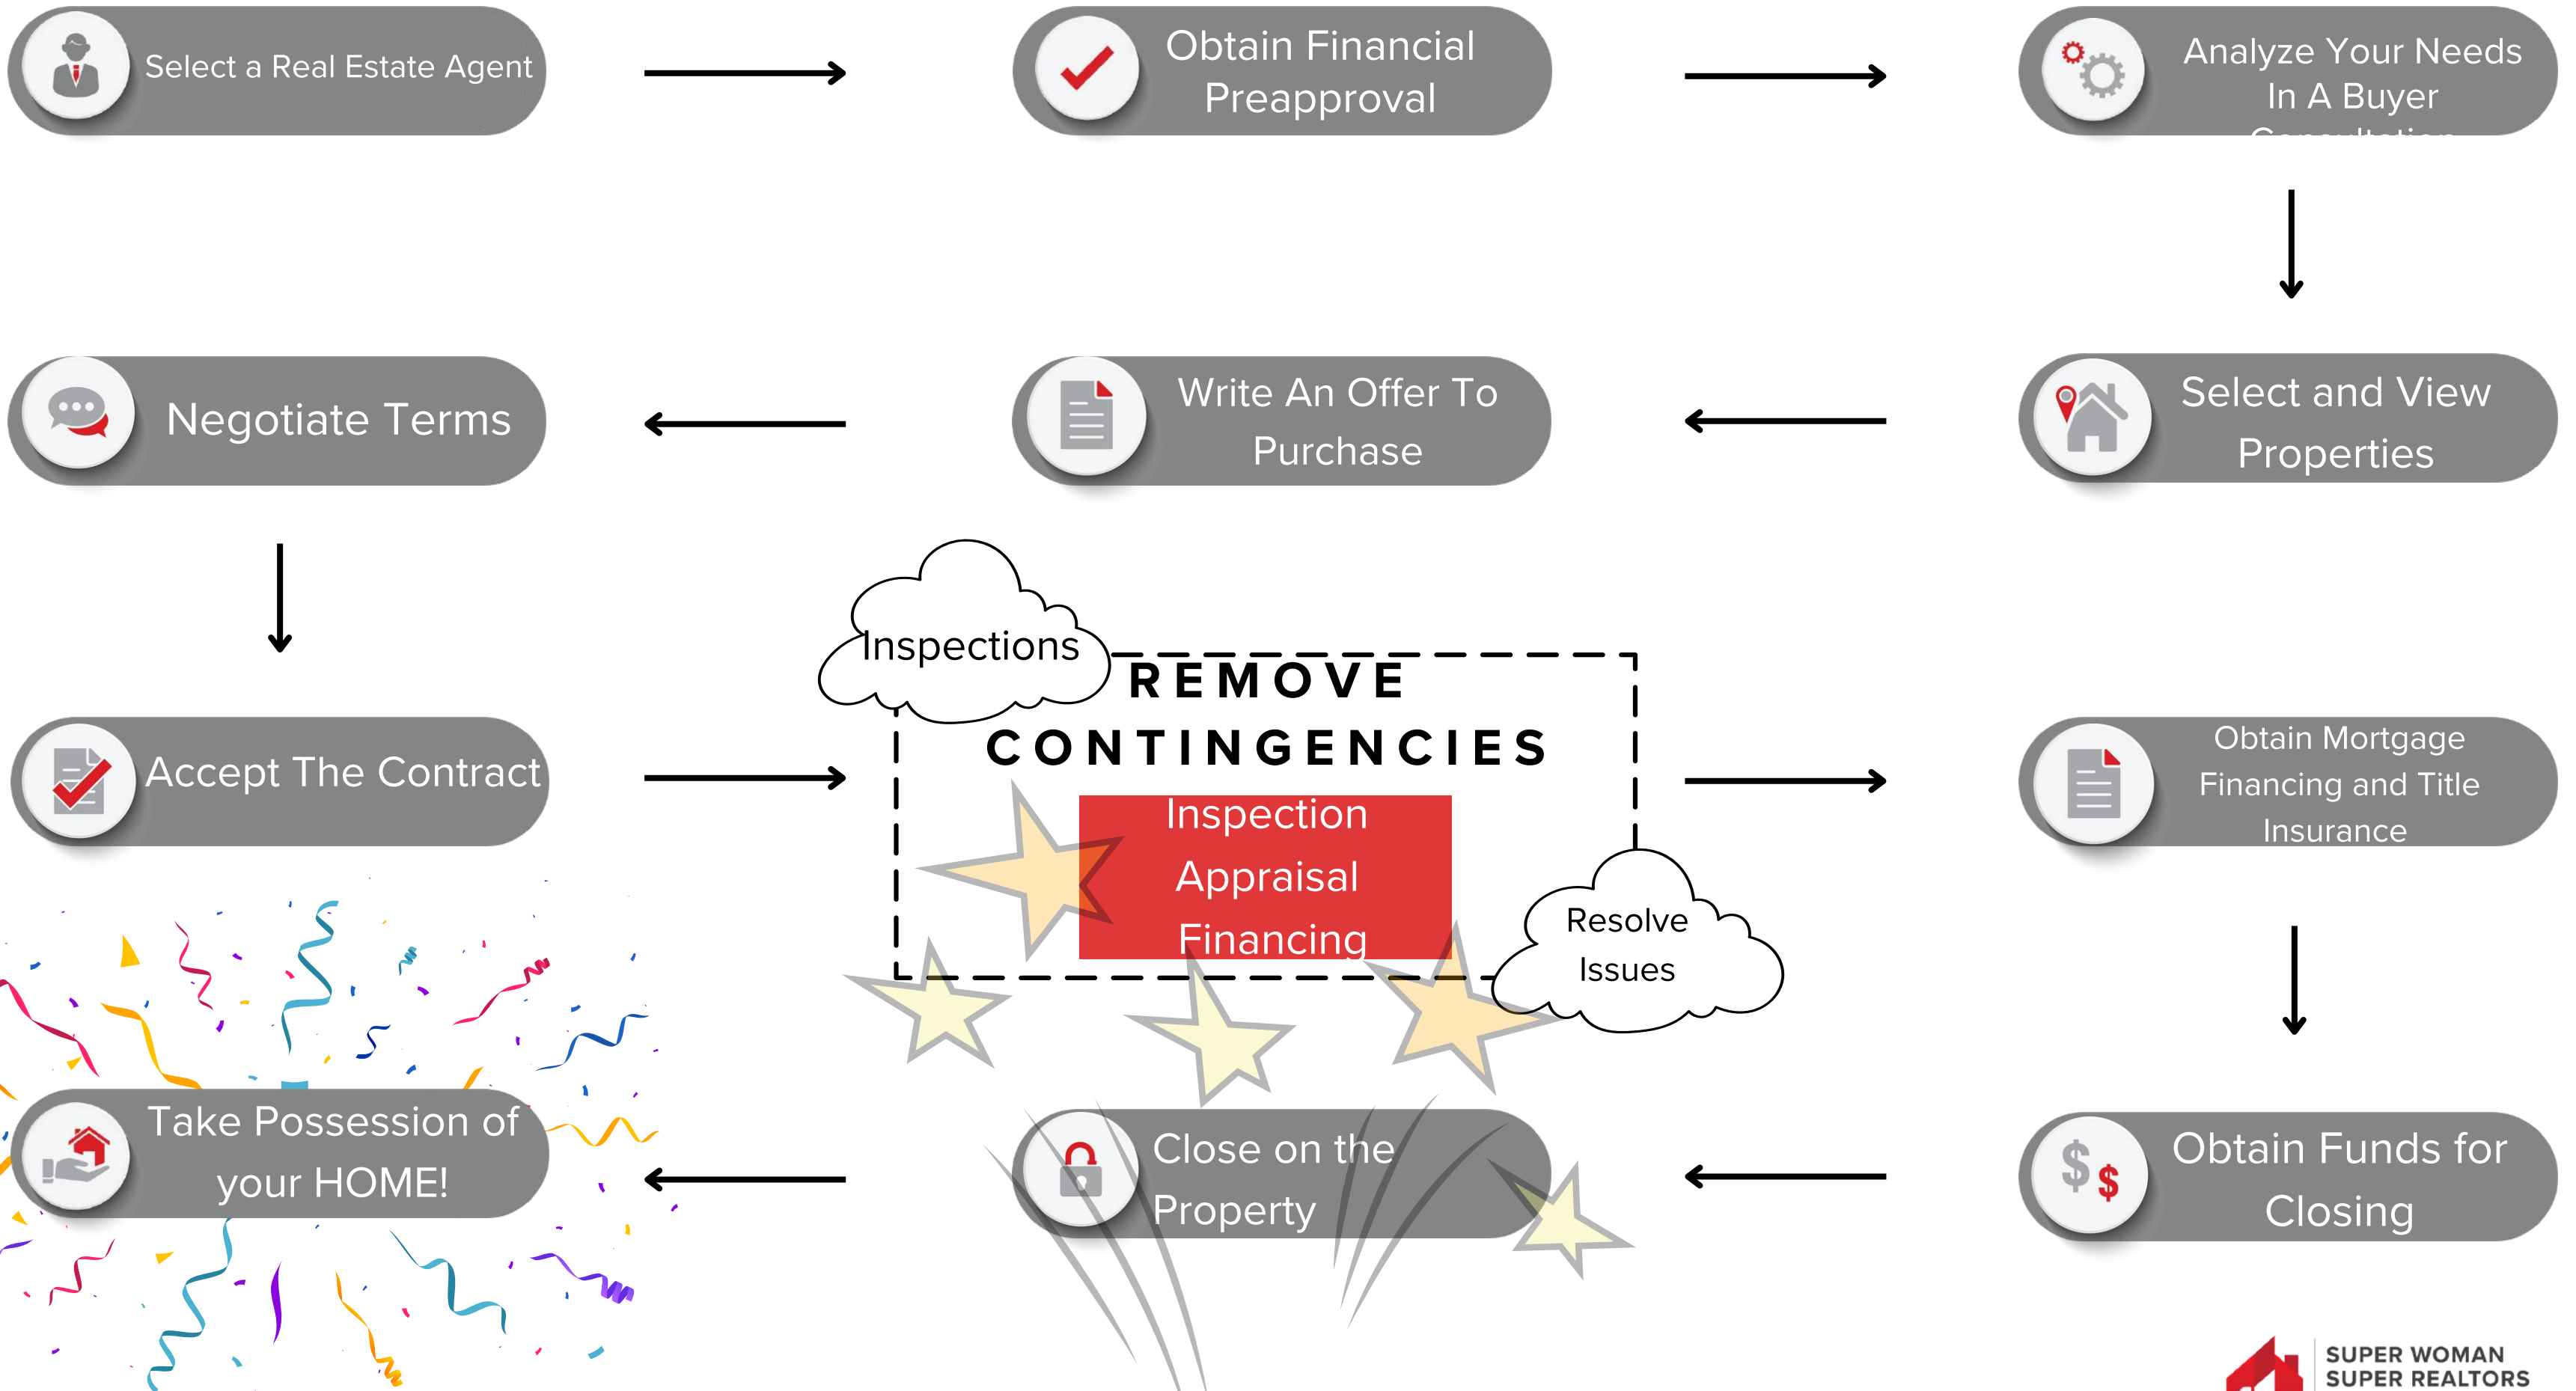 Select a Real Estate Agent
Obtain Financial
Preapproval
Analyze Your Needs
In A Buyer
Consultation
Select and View
Properties
Write An Offer To
Purchase
Negotiate Terms
Accept The Contract
Inspections
REMOVE
CONTINGENCIES
Inspection
Appraisal
Financing
Resolve
Issues
Obtain Mortgage
Financing and Title
Insurance
Obtain Funds for
Closing
Close on the
Property
Take Possession of
your HOME!
SUPER WOMAN
SUPER REALTORS